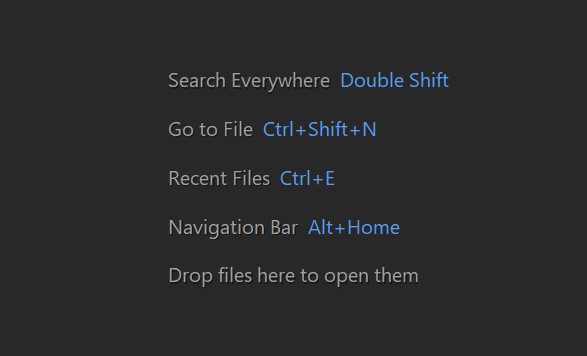 Search Everywhere Double Shift
Go to File Ctrl+Shift+N
Recent Files Ctrl+E
Navigation Bar Alt+Home
Drop files here to open them